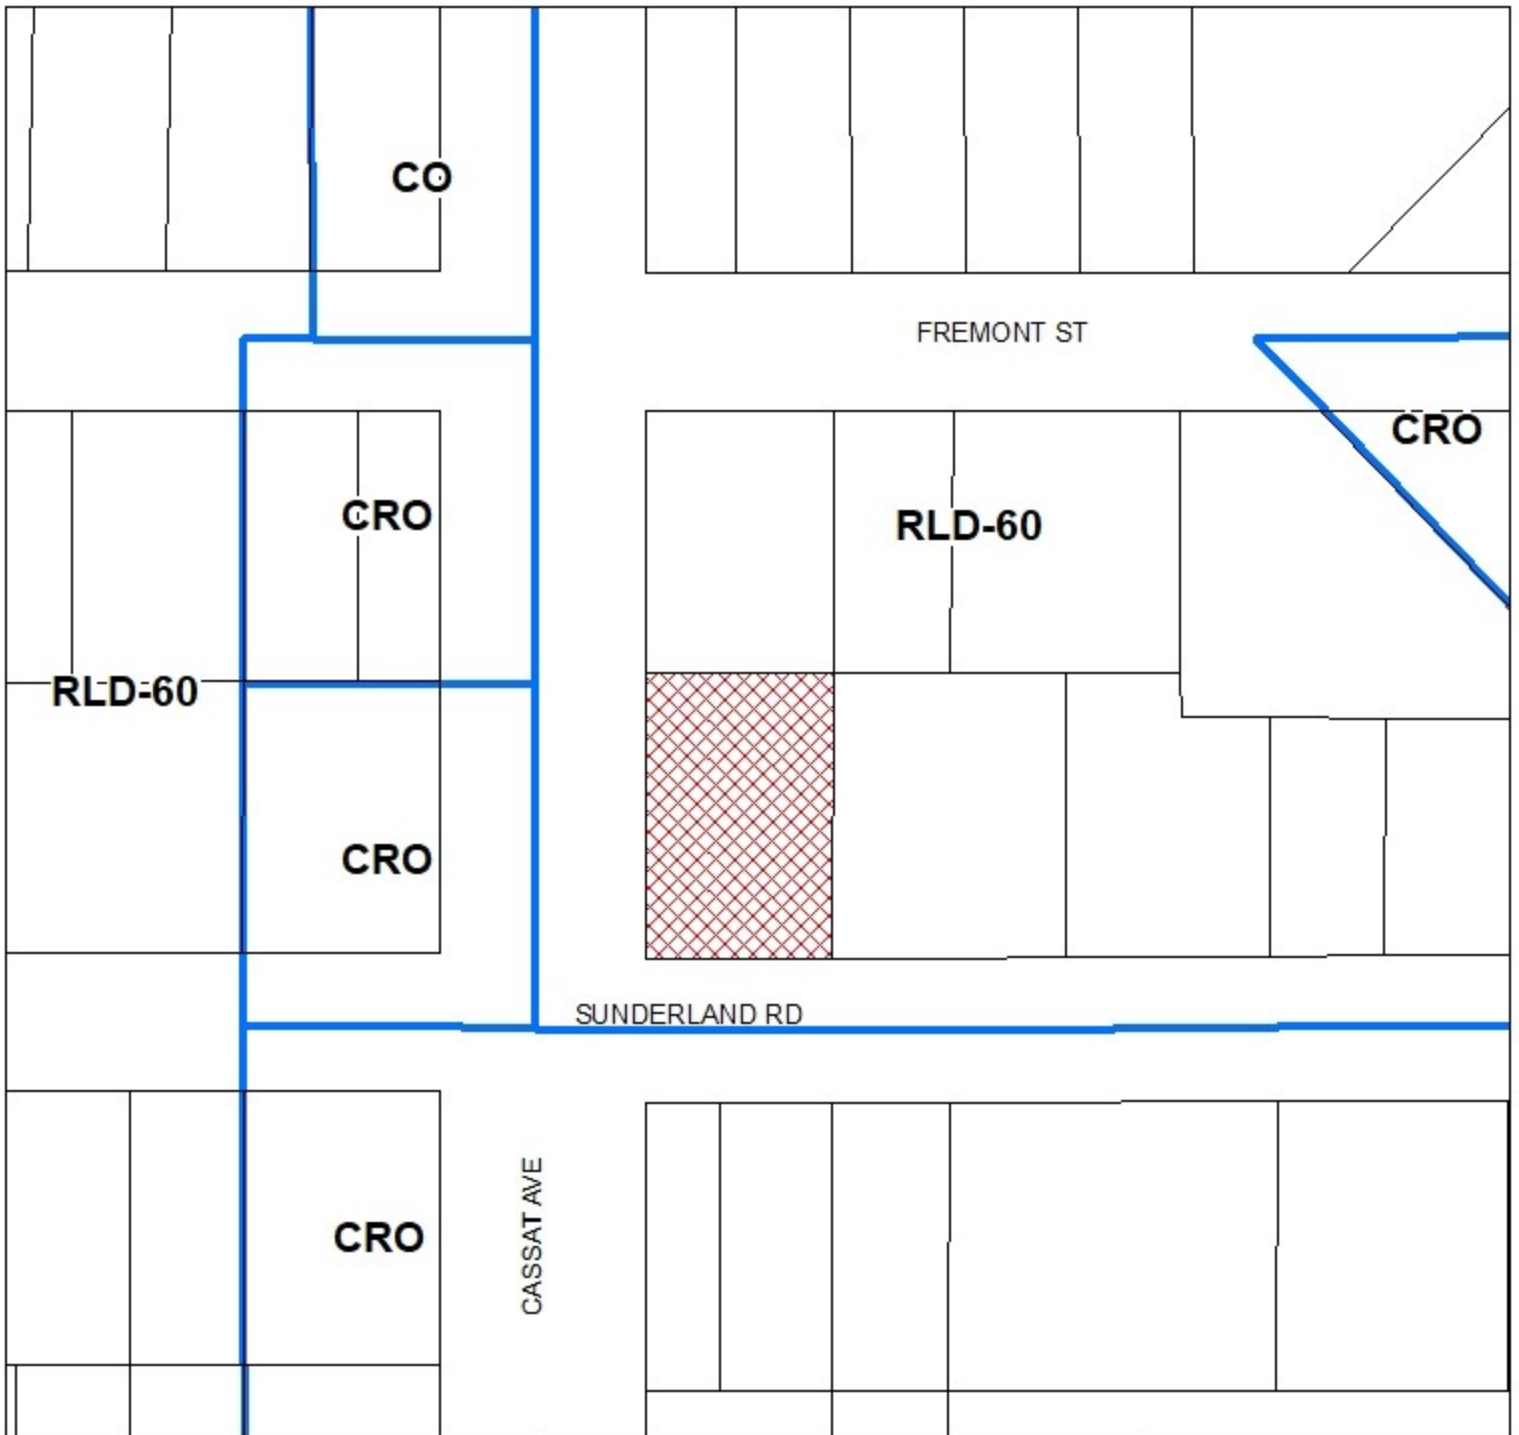 CO
FREMONT ST
CRO
CRO
RLD-60
RLD-60
CRO
SUNDERLAND RD
CASSAT AVE
CRO